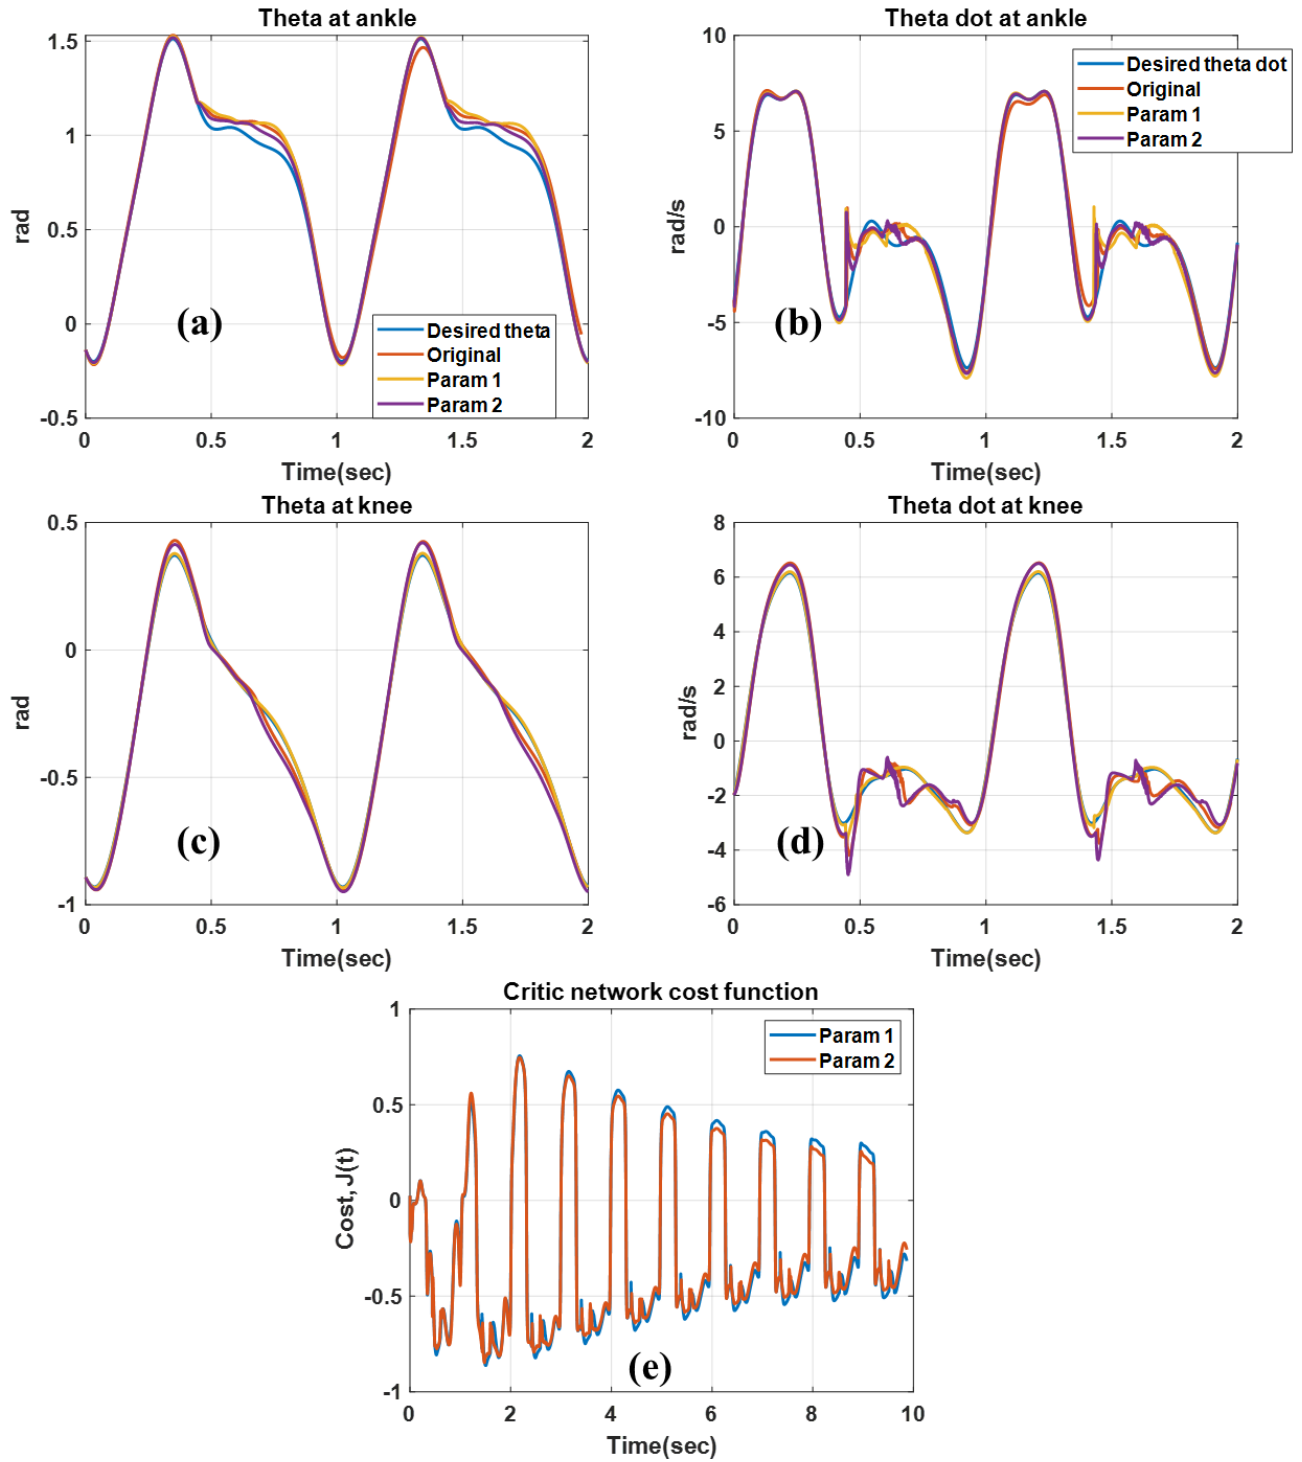 Theta at ankle
1.5
1
0.5
0
-0.5
rad
0
0.5
1
1.5
2
Time(sec)
(a)
Desired theta
Original
Param 1
Param 2
Theta dot at ankle
10
5
0
-5
-10
rad/s
0
0.5
1
1.5
2
Time(sec)
(b)
Desired theta dot
Original
Param 1
Param 2
Theta at knee
0.5
0
-0.5
-1
rad
0
0.5
1
1.5
2
Time(sec)
(c)
Theta dot at knee
8
6
4
2
0
-2
-4
-6
rad/s
0
0.5
1
1.5
2
Time(sec)
(d)
Critic network cost function
1
0.5
0
-0.5
-1
Cost, J(t)
0
2
4
6
8
10
Time(sec)
(e)
Param 1
Param 2